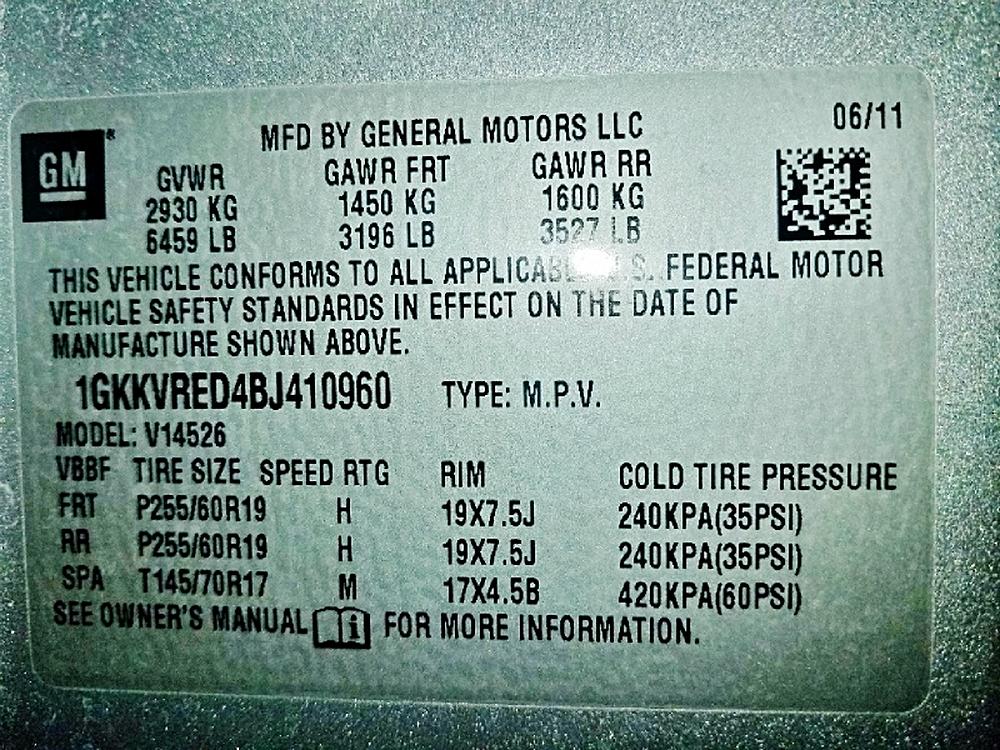 06/11
GM
MFD BY GENERAL MOTORS LLC
GVWR GAWR FRT GAWR RR
2930 KG 1450 KG 1600 KG
6459 LB 3196 LB 3527 LB
THIS VEHICLE CONFORMS TO ALL U.S. FEDERAL MOTOR
VEHICLE SAFETY STANDARDS IN EFFECT ON THE DATE OF
MANUFACTURE SHOWN ABOVE.
1GKKVRED4BJ410960 TYPE: M.P.V.
MODEL: V14526
VBBF TIRE SIZE SPEED RTG RIM COLD TIRE PRESSURE
FRT P255/60R19 H 19X7.5J 240KPA(35PSI)
RR P255/60R19 H 19X7.5J 240KPA(35PSI)
SPA T145/70R17 M 17X4.5B 420KPA(60PSI)
SEE OWNER'S MANUAL FOR MORE INFORMATION.